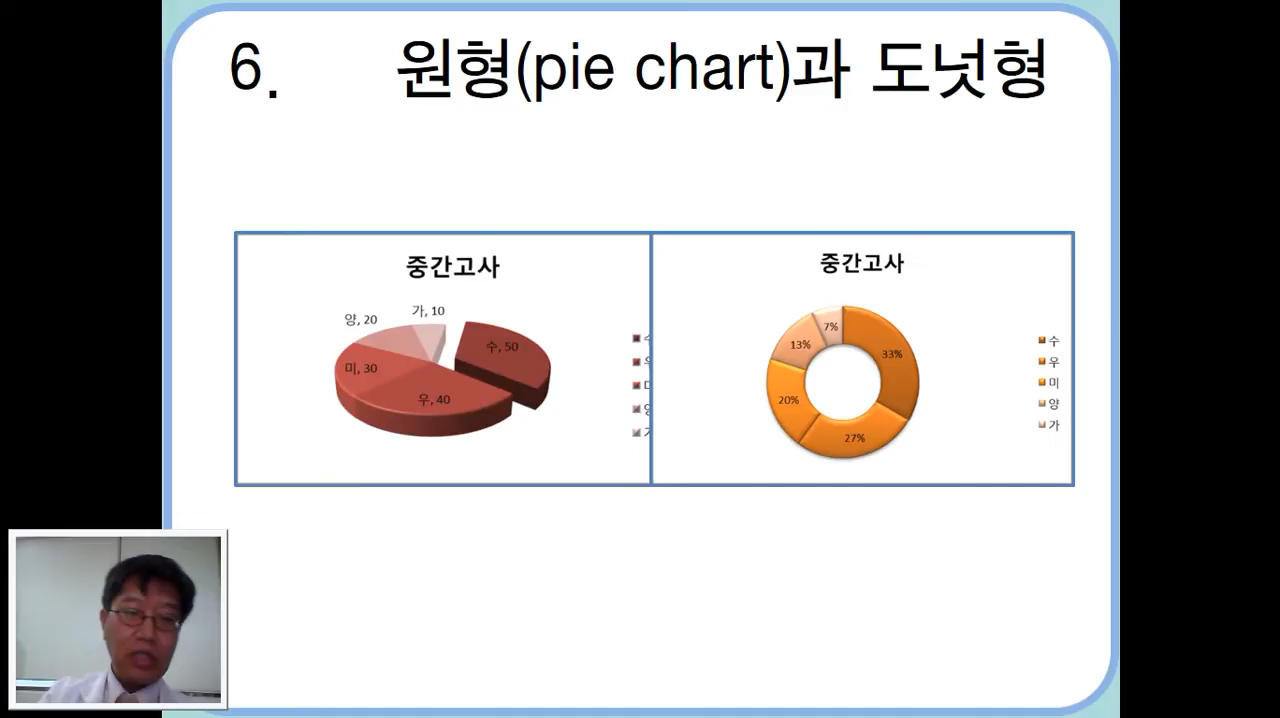 6. 원형(pie chart)과 도넛형
중간고사
양, 20
가, 10
수, 50
미, 30
우, 40
중간고사
7%
13%
33%
20%
27%
수
우
미
양
가